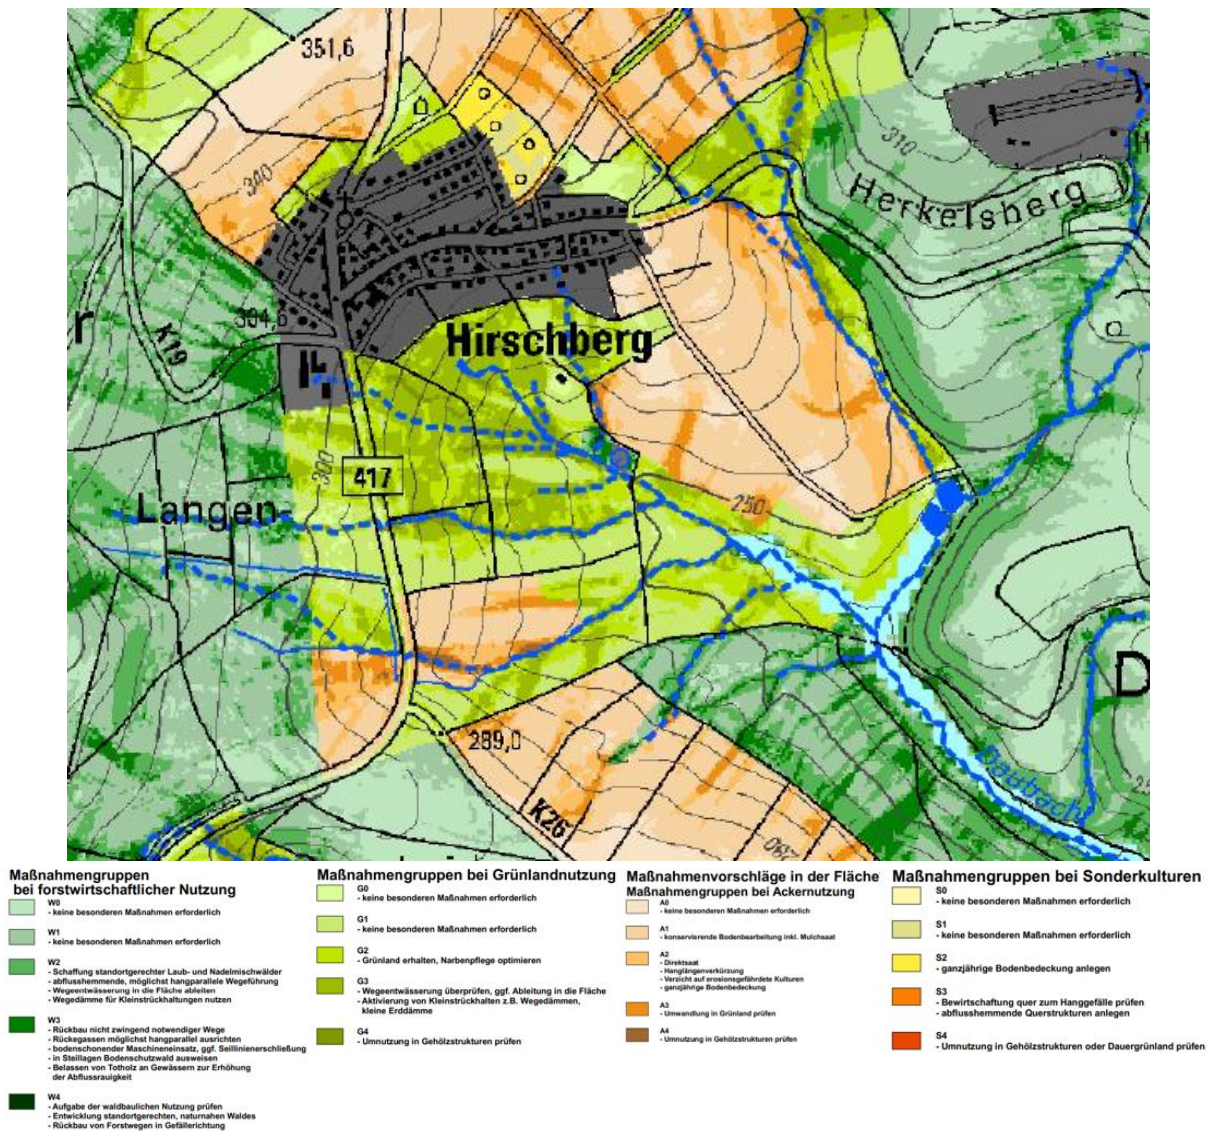 351,6
310
Herkelsberg
H
340
304,6
r
K19
Hirschberg
300
417
Langen-
250
D
289,0
K26
Daubach
280
Maßnahmengruppen
bei forstwirtschaftlicher Nutzung
W0
- keine besonderen Maßnahmen erforderlich
W1
- keine besonderen Maßnahmen erforderlich
W2
- Schaffung standortgerechter Laub- und Nadelmischwälder
- abflusshemmende, möglichst hangparallele Wegeführung
- Wegeentwässerung in die Fläche ableiten
- Wegedämme für Kleinstrückhaltungen nutzen
W3
- Rückbau nicht zwingend notwendiger Wege
- Rückegassen möglichst hangparallel ausrichten
- bodenschonender Maschineneinsatz, ggf. Seillinienerschließung
- in Steillagen Bodenschutzwald ausweisen
- Belassen von Totholz an Gewässern zur Erhöhung
der Abflussrauigkeit
W4
- Aufgabe der waldbaulichen Nutzung prüfen
- Entwicklung standortgerechten, naturnahen Waldes
- Rückbau von Forstwegen in Gefällerichtung
Maßnahmengruppen bei Grünlandnutzung
G0
- keine besonderen Maßnahmen erforderlich
G1
- keine besonderen Maßnahmen erforderlich
G2
- Grünland erhalten, Narbenpflege optimieren
G3
- Wegeentwässerung überprüfen, ggf. Ableitung in die Fläche
- Aktivierung von Kleinstrückhalten z.B. Wegedämmen,
kleine Erddämme
G4
- Umnutzung in Gehölzstrukturen prüfen
Maßnahmenvorschläge in der Fläche
Maßnahmengruppen bei Ackernutzung
A0
- keine besonderen Maßnahmen erforderlich
A1
- konservierende Bodenbearbeitung inkl. Mulchsaat
A2
- Direktsaat
- Hanglängenverkürzung
- Verzicht auf erosionsgefährdete Kulturen
- ganzjährige Bodenbedeckung
A3
- Umwandlung in Grünland prüfen
A4
- Umnutzung in Gehölzstrukturen prüfen
Maßnahmengruppen bei Sonderkulturen
S0
- keine besonderen Maßnahmen erforderlich
S1
- keine besonderen Maßnahmen erforderlich
S2
- ganzjährige Bodenbedeckung anlegen
S3
- Bewirtschaftung quer zum Hanggefälle prüfen
- abflusshemmende Querstrukturen anlegen
S4
- Umnutzung in Gehölzstrukturen oder Dauergrünland prüfen